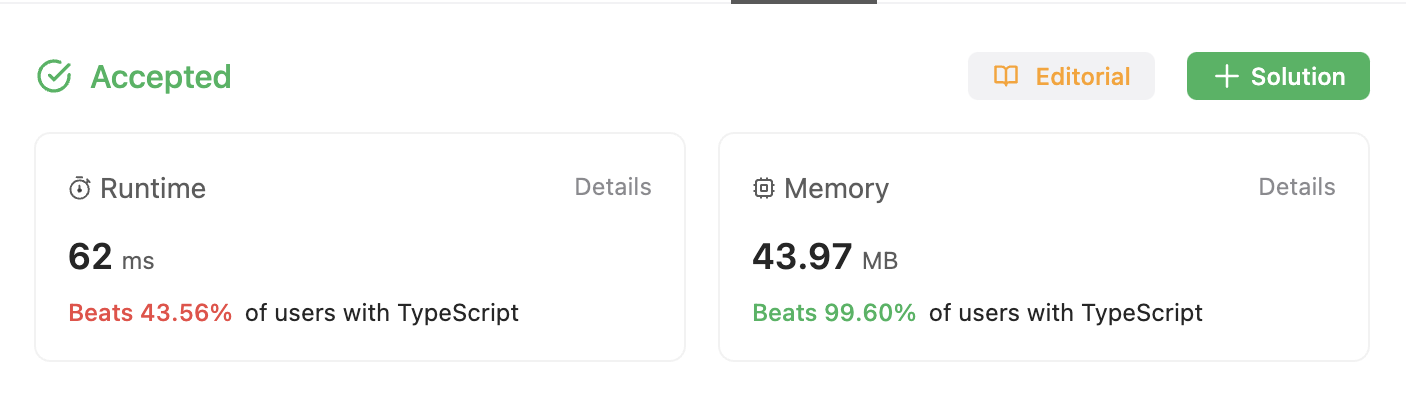 Accepted
Editorial
Solution
Runtime
Details
62 ms
Beats 43.56% of users with TypeScript
Memory
Details
43.97 MB
Beats 99.60% of users with TypeScript